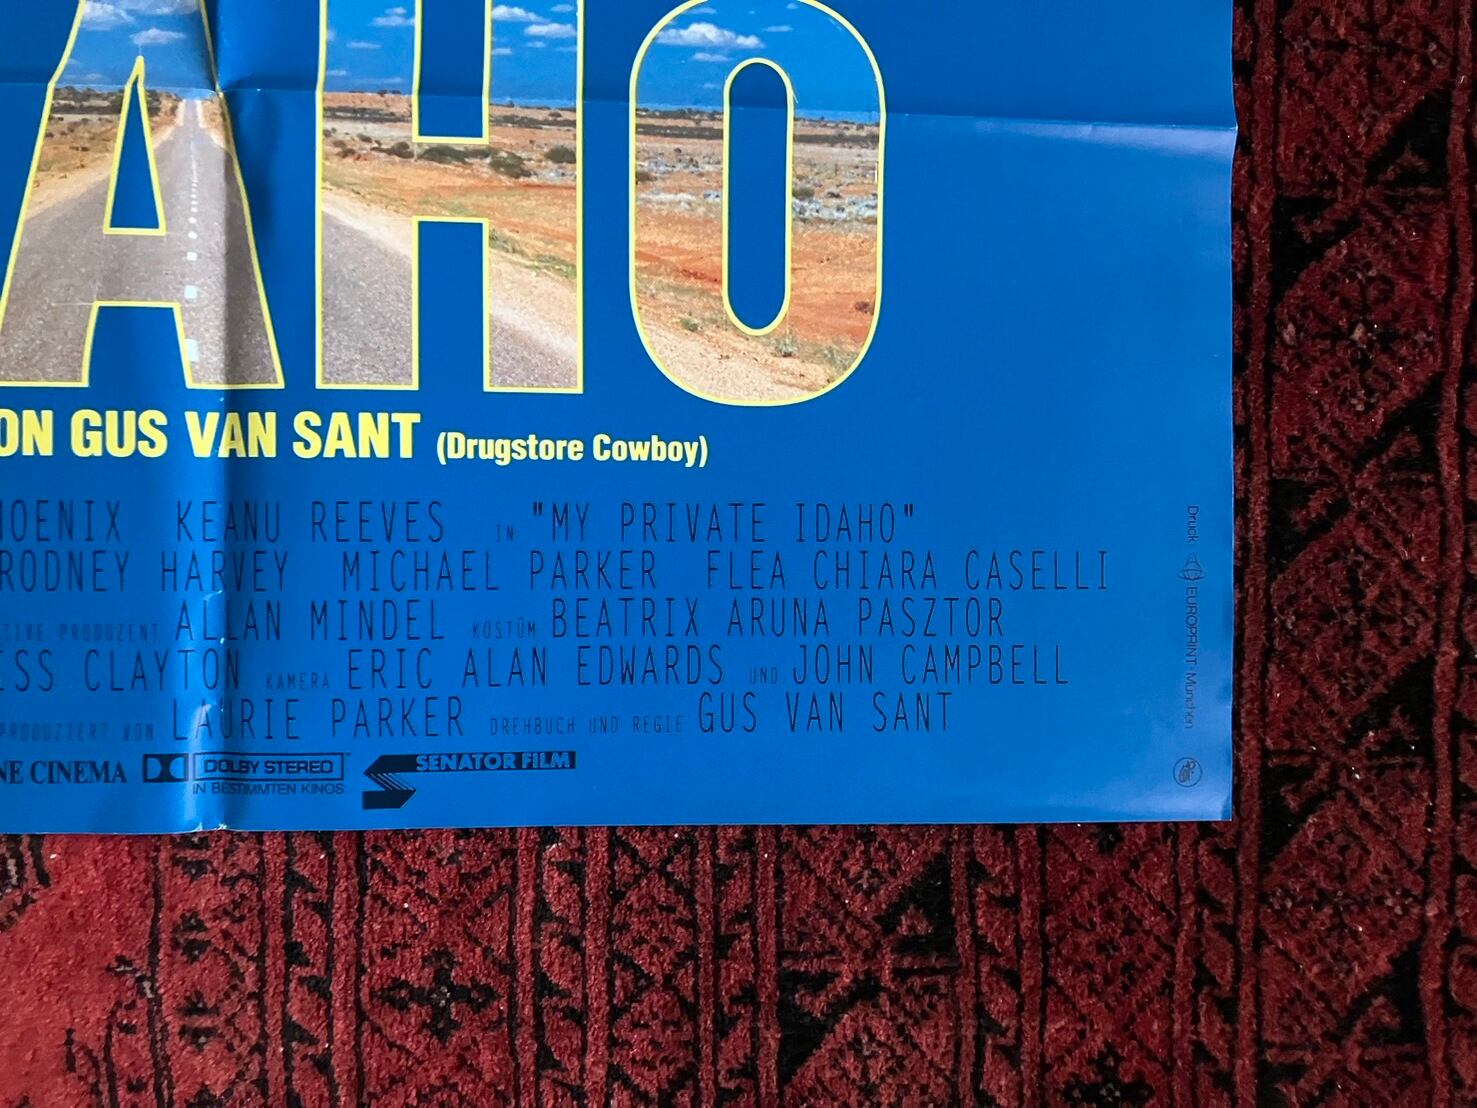 AHO
ON GUS VAN SANT (Drugstore Cowboy)
HOENIX KEANU REEVES IN "MY PRIVATE IDAHO"
RODNEY HARVEY MICHAEL PARKER FLEA CHIARA CASELLI
TIVE PRODUZENT ALLAN MINDEL KOSTÜM BEATRIX ARUNA PASZTOR
ESS CLAYTON KAMERA ERIC ALAN EDWARDS UND JOHN CAMPBELL
PRODUZIERT VON LAURIE PARKER DREHBUCH UND REGIE GUS VAN SANT
NE CINEMA DOLBY STEREO SENATOR FILM
IN BESTIMMTEN KINOS
Druck EUROPRINT München